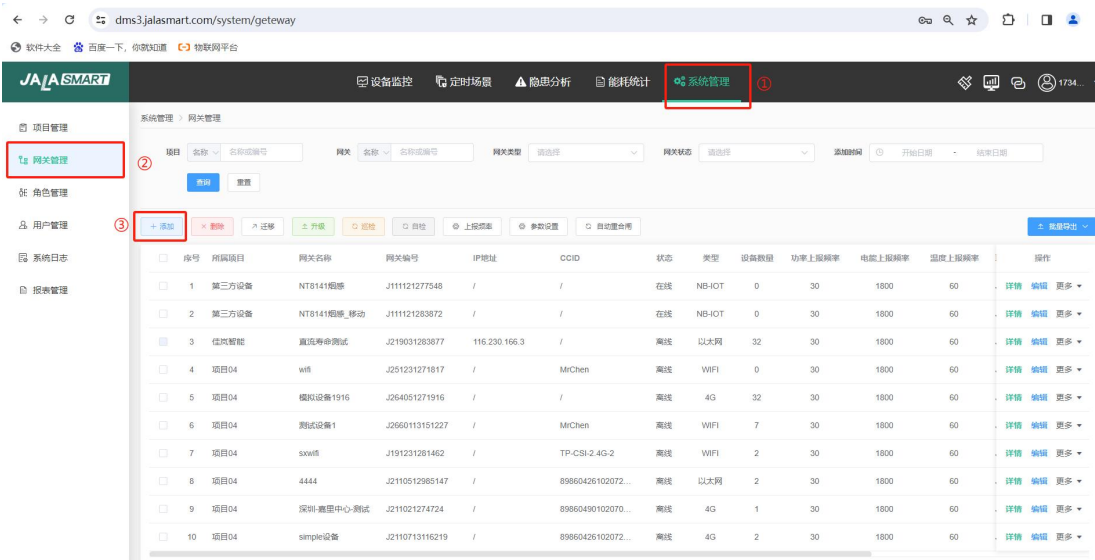 dms3.jalasmart.com/system/geteway
软件大全 百度一下，你就知道 物联网平台
JALA SMART 设备监控 定时场景 隐患分析 能耗统计 系统管理 ① 1734...
项目管理
网关管理
②
角色管理
用户管理
系统日志
报表管理
系统管理 > 网关管理
项目 名称 名称或编号 网关 名称 名称或编号 网关类型 请选择 网关状态 请选择 添加时间 开始日期 - 结束日期
查询 重置
③ + 添加 × 删除 迁移 升级 巡检 自检 上报频率 参数设置 自动重合闸 批量导出
序号 所属项目 网关名称 网关编号 IP地址 CCID 状态 类型 设备数量 功率上报频率 电能上报频率 温度上报频率 操作
1 第三方设备 NT8141烟感 J111121277548 / / 在线 NB-IOT 0 30 1800 60 详情 编辑 更多
2 第三方设备 NT8141烟感_移动 J111121283872 / / 在线 NB-IOT 0 30 1800 60 详情 编辑 更多
3 佳岚智能 直流寿命测试 J219031283877 116.230.166.3 / 离线 以太网 32 30 1800 60 详情 编辑 更多
4 项目04 wifi J251231271817 / MrChen 离线 WIFI 0 30 1800 60 详情 编辑 更多
5 项目04 模拟设备1916 J264051271916 / / 离线 4G 32 30 1800 60 详情 编辑 更多
6 项目04 测试设备1 J2660113151227 / MrChen 离线 WIFI 7 30 1800 60 详情 编辑 更多
7 项目04 sxwifi J191231281462 / TP-CSI-2.4G-2 离线 WIFI 2 30 1800 60 详情 编辑 更多
8 项目04 4444 J2110512985147 / 89860426102072... 离线 以太网 2 30 1800 60 详情 编辑 更多
9 项目04 深圳-嘉里中心-测试 J211021274724 / 89860490102070... 离线 4G 1 30 1800 60 详情 编辑 更多
10 项目04 simple设备 J2110713116219 / 89860426102072... 离线 4G 2 30 1800 60 详情 编辑 更多